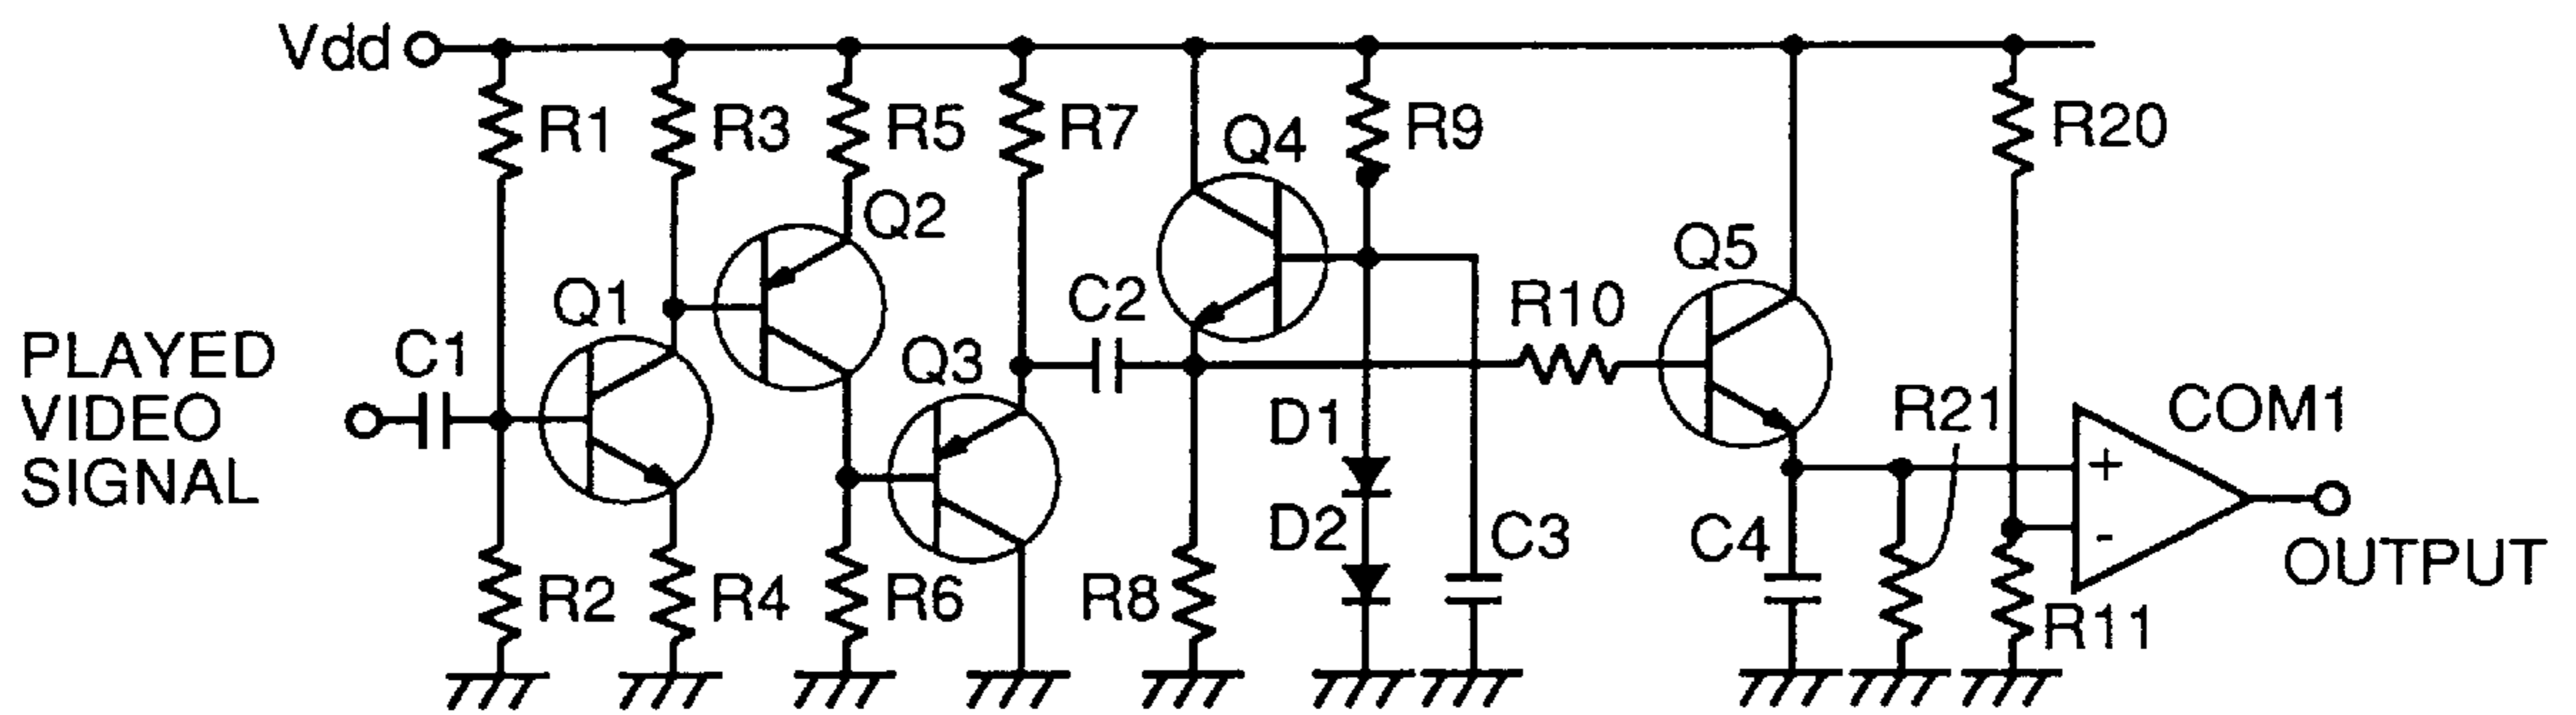 Vdd
R1
R3
R5
R7
Q4
R9
R20
Q2
Q5
Q1
C2
R10
PLAYED
VIDEO
SIGNAL
C1
Q3
D1
R21
COM1
+
-
D2
C3
C4
OUTPUT
R2
R4
R6
R8
R11